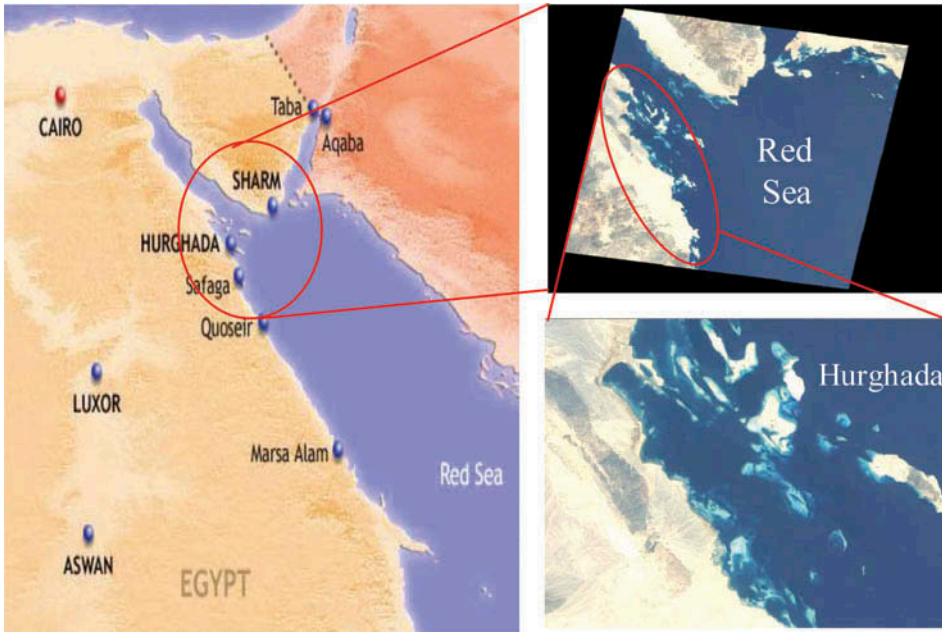 CAIRO
Taba
Aqaba
SHARM
HURGHADA
Safaga
Quoseir
LUXOR
Marsa Alam
Red Sea
ASWAN
EGYPT
Red
Sea
Hurghada